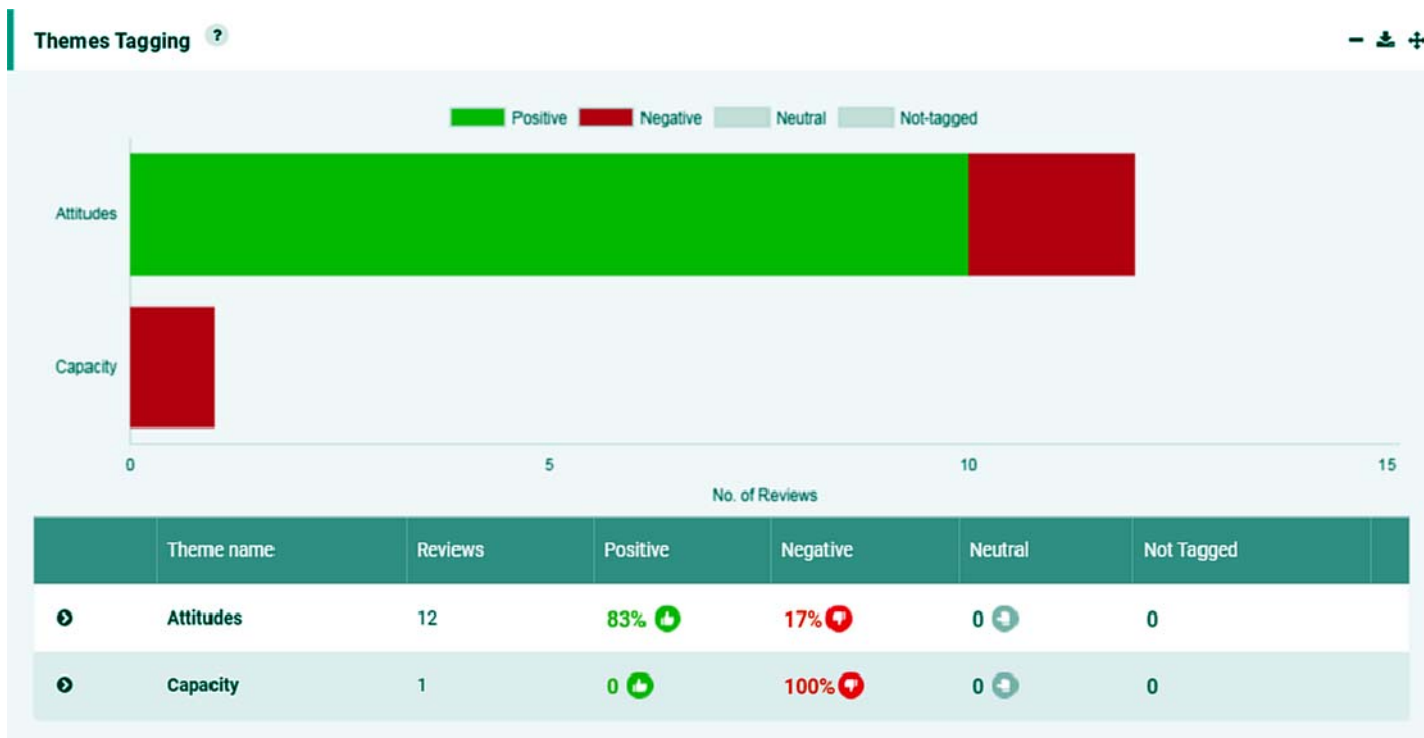 Themes Tagging ?
Positive Negative Neutral Not-tagged
Attitudes
Capacity
0 5 10 15
No. of Reviews
Theme name Reviews Positive Negative Neutral Not Tagged
Attitudes 12 83% 17% 0 0
Capacity 1 0 100% 0 0